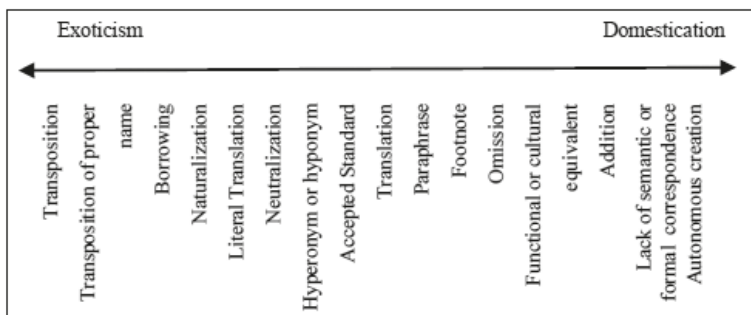 Exoticism
Domestication
Transposition
Transposition of proper
name
Borrowing
Naturalization
Literal Translation
Neutralization
Hyperonym or hyponym
Accepted Standard
Translation
Paraphrase
Footnote
Omission
Functional or cultural
equivalent
Addition
Lack of semantic or
formal correspondence
Autonomous creation